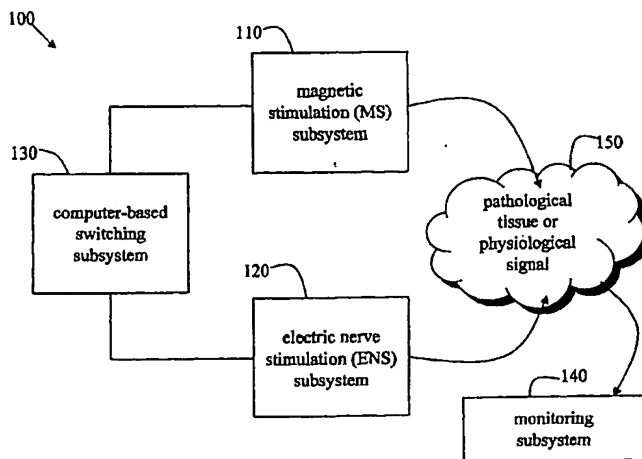 100
110
magnetic
stimulation (MS)
subsystem
130
computer-based
switching
subsystem
150
pathological
tissue or
physiological
signal
120
electric nerve
stimulation (ENS)
subsystem
140
monitoring
subsystem